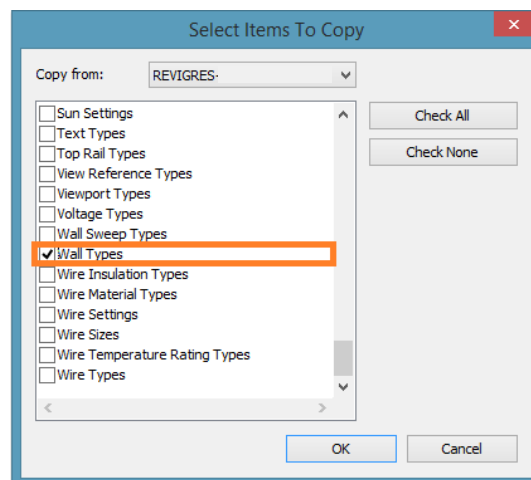 Select Items To Copy
Copy from: REVIGRES·
Sun Settings
Text Types
Top Rail Types
View Reference Types
Viewport Types
Voltage Types
Wall Sweep Types
Wall Types
Wire Insulation Types
Wire Material Types
Wire Settings
Wire Sizes
Wire Temperature Rating Types
Wire Types
Check All
Check None
OK
Cancel